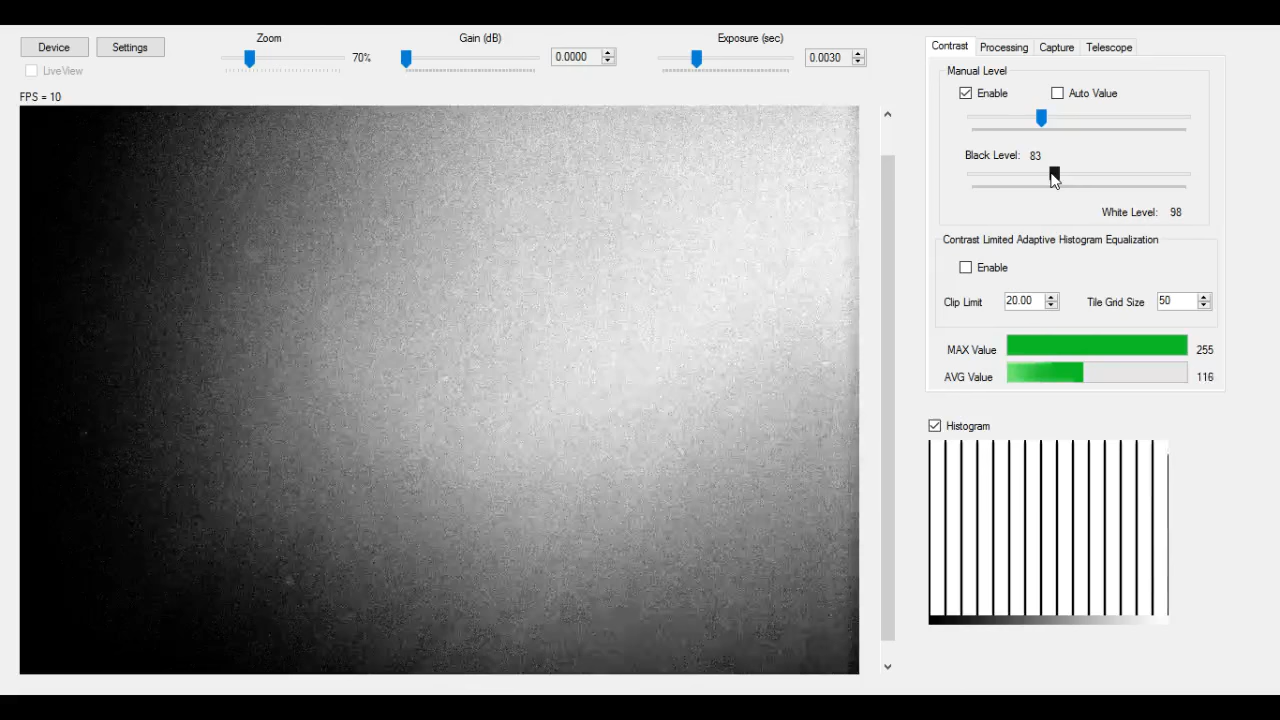 Device
Settings
Zoom
70%
Gain (dB)
0.0000
Exposure (sec)
0.0030
LiveView
FPS = 10
Contrast
Processing
Capture
Telescope
Manual Level
Enable
Auto Value
Black Level: 83
White Level: 98
Contrast Limited Adaptive Histogram Equalization
Enable
Clip Limit
20.00
Tile Grid Size
50
MAX Value
255
AVG Value
116
Histogram